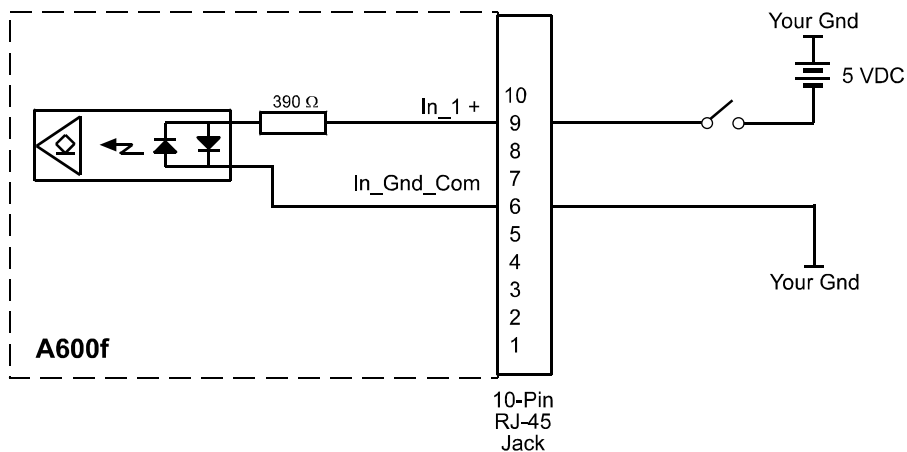 Your Gnd
5 VDC
390 Ω
In_1 +
In_Gnd_Com
10
9
8
7
6
5
4
3
2
1
Your Gnd
A600f
10-Pin
RJ-45
Jack